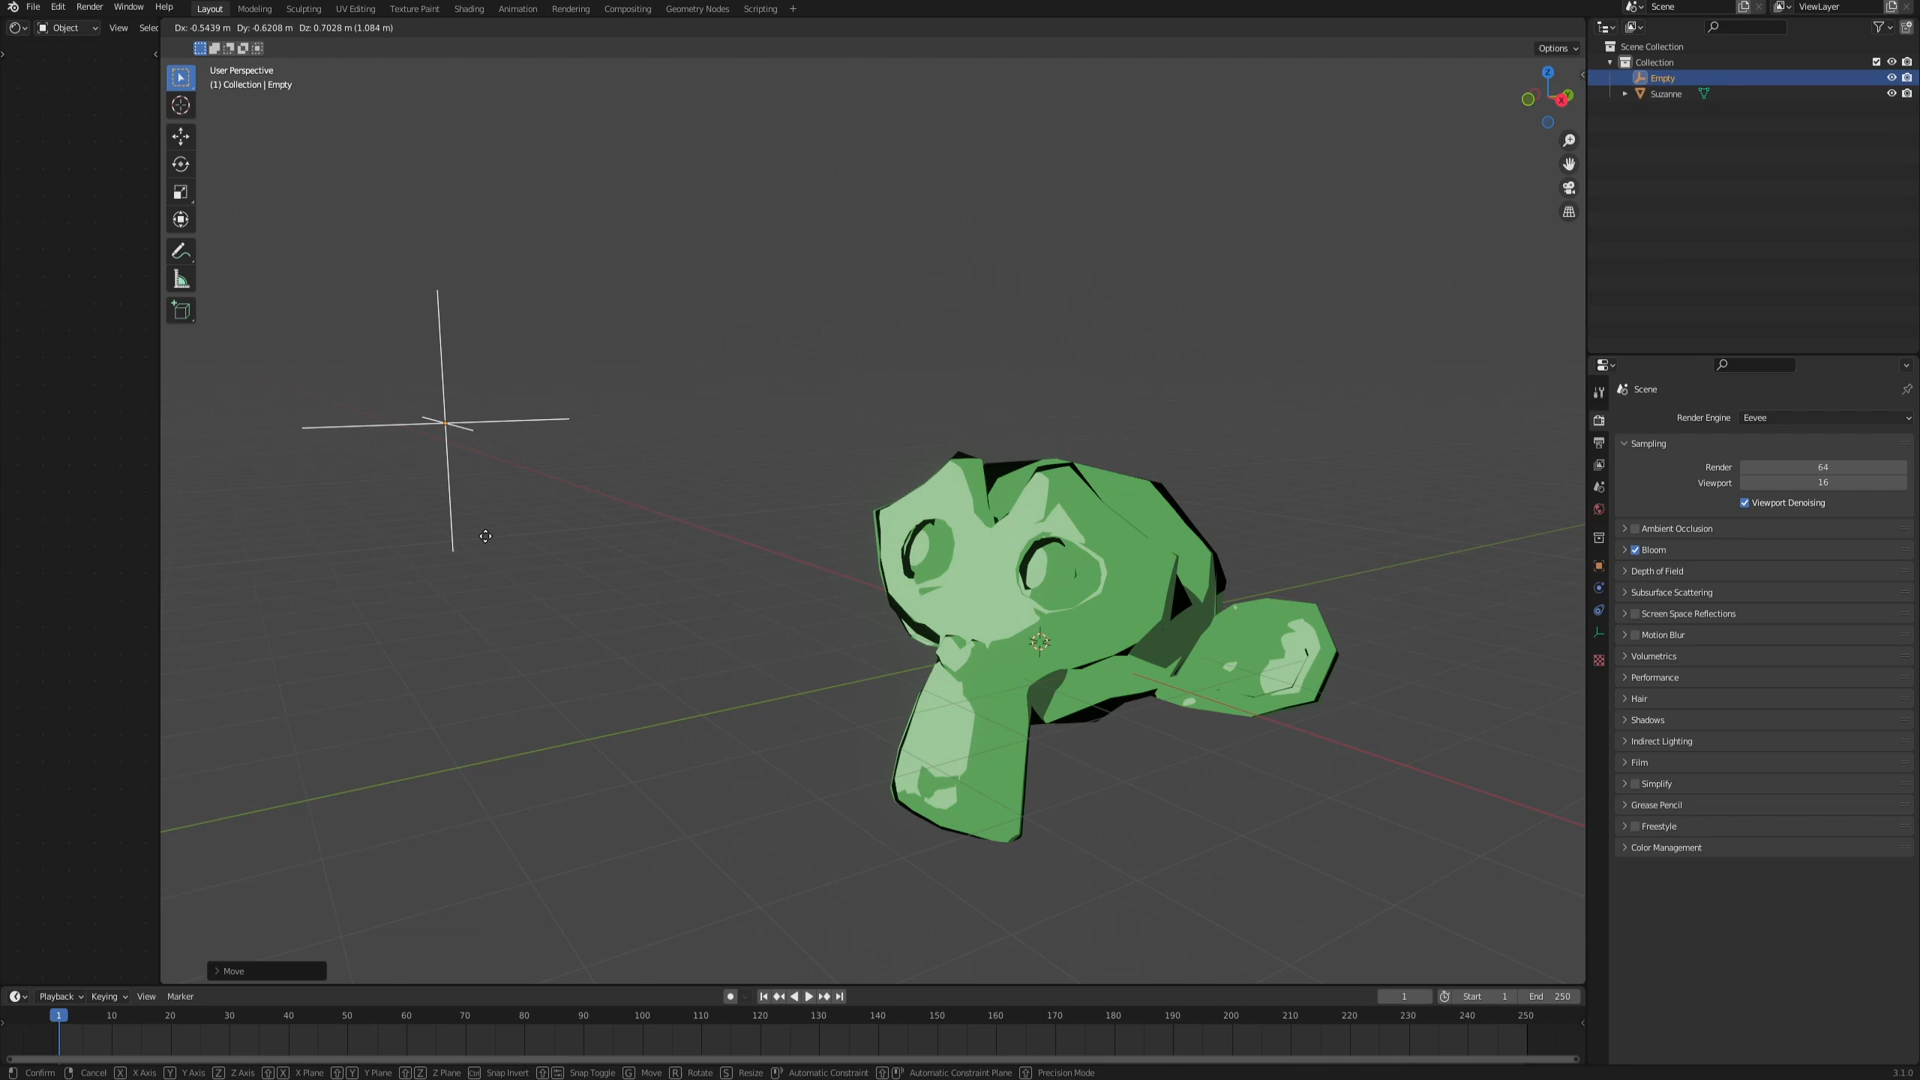 File Edit Render Window Help Layout Modeling Sculpting UV Editing Texture Paint Shading Animation Rendering Compositing Geometry Nodes Scripting + Scene ViewLayer
Object View Selec Dx: -0.5439 m Dy: -0.6208 m Dz: 0.7028 m (1.084 m)
Options
User Perspective
(1) Collection | Empty
Z
Y
X
Scene Collection
Collection
Empty
Suzanne
Scene
Render Engine Eevee
Sampling
Render 64
Viewport 16
Viewport Denoising
Ambient Occlusion
Bloom
Depth of Field
Subsurface Scattering
Screen Space Reflections
Motion Blur
Volumetrics
Performance
Hair
Shadows
Indirect Lighting
Film
Simplify
Grease Pencil
Freestyle
Color Management
Move
Playback Keying View Marker 1 Start 1 End 250
1 10 20 30 40 50 60 70 80 90 100 110 120 130 140 150 160 170 180 190 200 210 220 230 240 250
Confirm Cancel X X Axis Y Y Axis Z Z Axis X X Plane Y Y Plane Z Z Plane Snap Invert Snap Toggle G Move R Rotate S Resize Automatic Constraint Automatic Constraint Plane Precision Mode 3.1.0